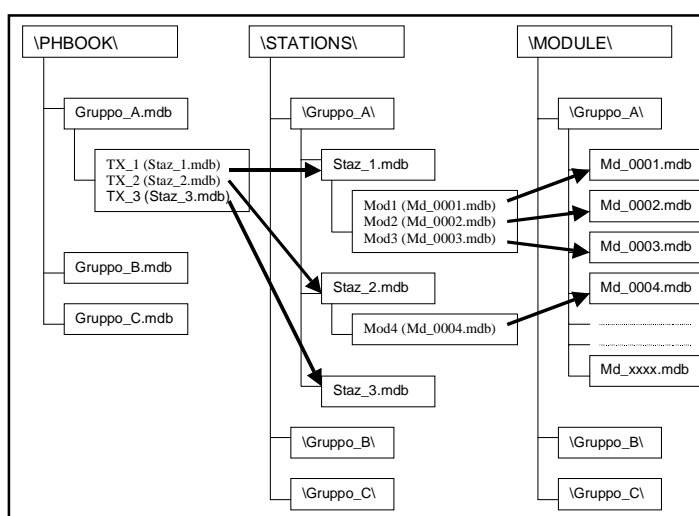 \PHBOOK\
Gruppo_A.mdb
TX_1 (Staz_1.mdb)
TX_2 (Staz_2.mdb)
TX_3 (Staz_3.mdb)
Gruppo_B.mdb
Gruppo_C.mdb
\STATIONS\
\Gruppo_A\
Staz_1.mdb
Mod1 (Md_0001.mdb)
Mod2 (Md_0002.mdb)
Mod3 (Md_0003.mdb)
Staz_2.mdb
Mod4 (Md_0004.mdb)
Staz_3.mdb
\Gruppo_B\
\Gruppo_C\
\MODULE\
\Gruppo_A\
Md_0001.mdb
Md_0002.mdb
Md_0003.mdb
Md_0004.mdb
Md_xxxx.mdb
\Gruppo_B\
\Gruppo_C\